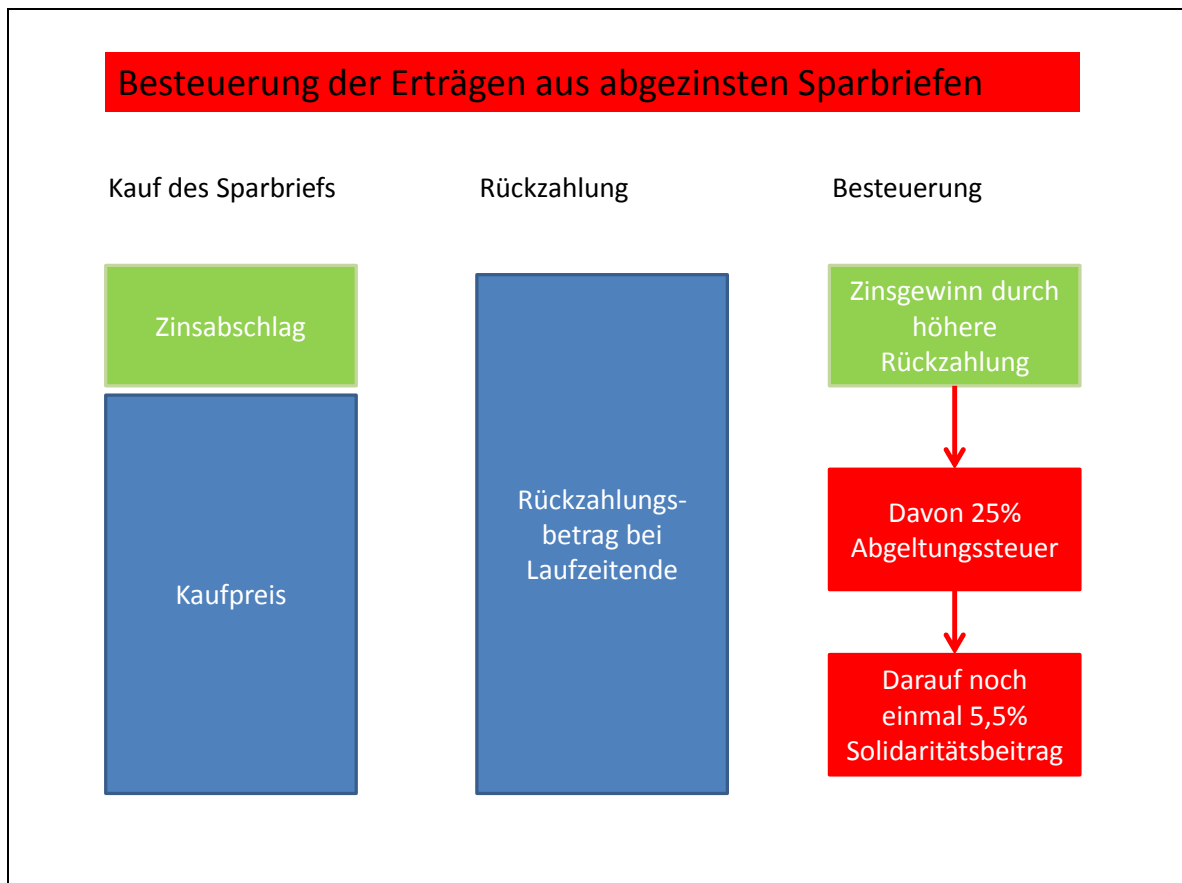 Besteuerung der Erträgen aus abgezinsten Sparbriefen
Kauf des Sparbriefs
Rückzahlung
Besteuerung
Zinsabschlag
Kaufpreis
Rückzahlungs-
betrag bei
Laufzeitende
Zinsgewinn durch
höhere
Rückzahlung
Davon 25%
Abgeltungssteuer
Darauf noch
einmal 5,5%
Solidaritätsbeitrag